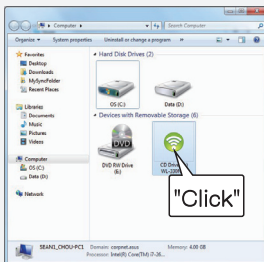 Computer
Search Computer
Organize
System properties
Uninstall or change a program
Favorites
Desktop
Downloads
MySyncFolder
Recent Places
Libraries
Documents
Music
Pictures
Videos
Computer
OS (C:)
Data (D:)
Network
Hard Disk Drives (2)
OS (C:)
Data (D:)
Devices with Removable Storage (6)
DVD
DVD RW Drive
(E:)
CD Drive
WL-330N
"Click"
SEAN1_CHOU-PC1 Domain: corpnet.asus Memory: 4.00 GB
Processor: Intel(R) Core(TM) i7-26...